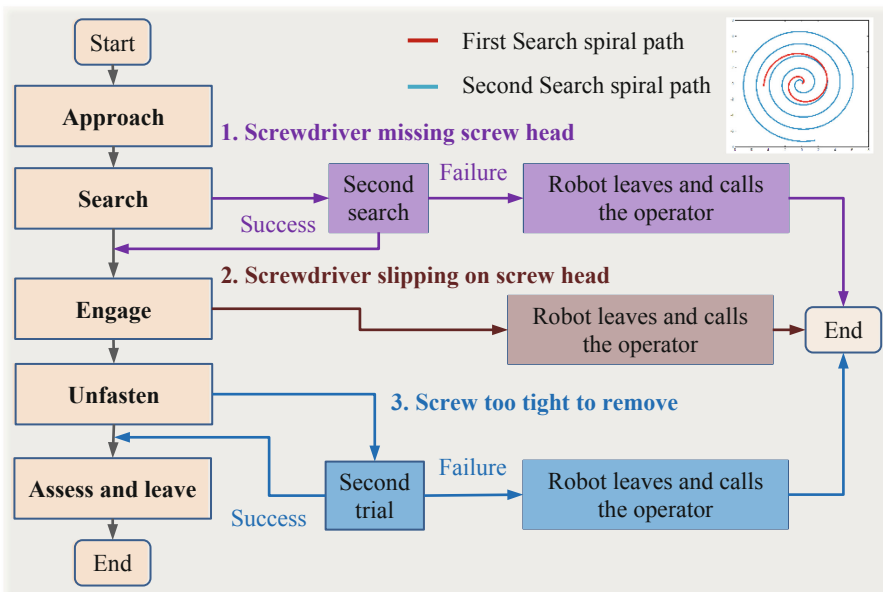 Start
First Search spiral path
Second Search spiral path
Approach
1. Screwdriver missing screw head
Search
Second
search
Failure
Robot leaves and calls
the operator
Success
2. Screwdriver slipping on screw head
Engage
Robot leaves and calls
the operator
End
Unfasten
3. Screw too tight to remove
Assess and leave
Second
trial
Failure
Robot leaves and calls
the operator
Success
End